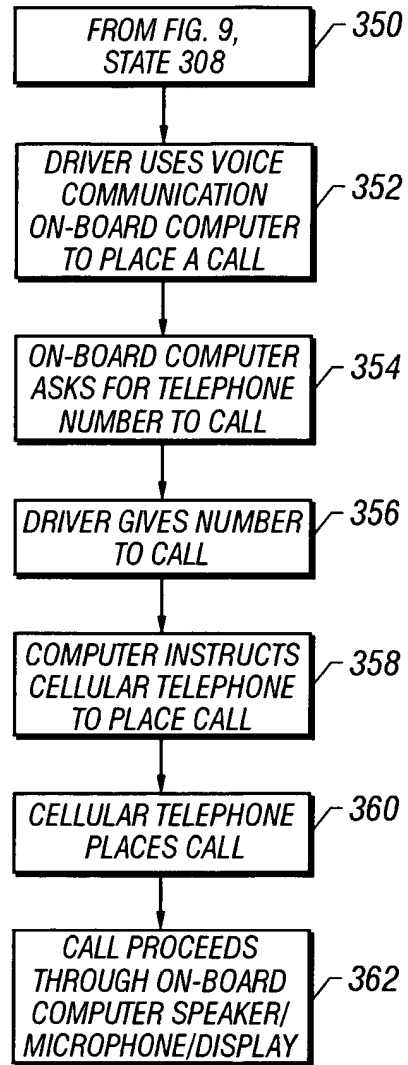 FROM FIG. 9,
STATE 308
350
DRIVER USES VOICE
COMMUNICATION
ON-BOARD COMPUTER
TO PLACE A CALL
352
ON-BOARD COMPUTER
ASKS FOR TELEPHONE
NUMBER TO CALL
354
DRIVER GIVES NUMBER
TO CALL
356
COMPUTER INSTRUCTS
CELLULAR TELEPHONE
TO PLACE CALL
358
CELLULAR TELEPHONE
PLACES CALL
360
CALL PROCEEDS
THROUGH ON-BOARD
COMPUTER SPEAKER/
MICROPHONE/DISPLAY
362